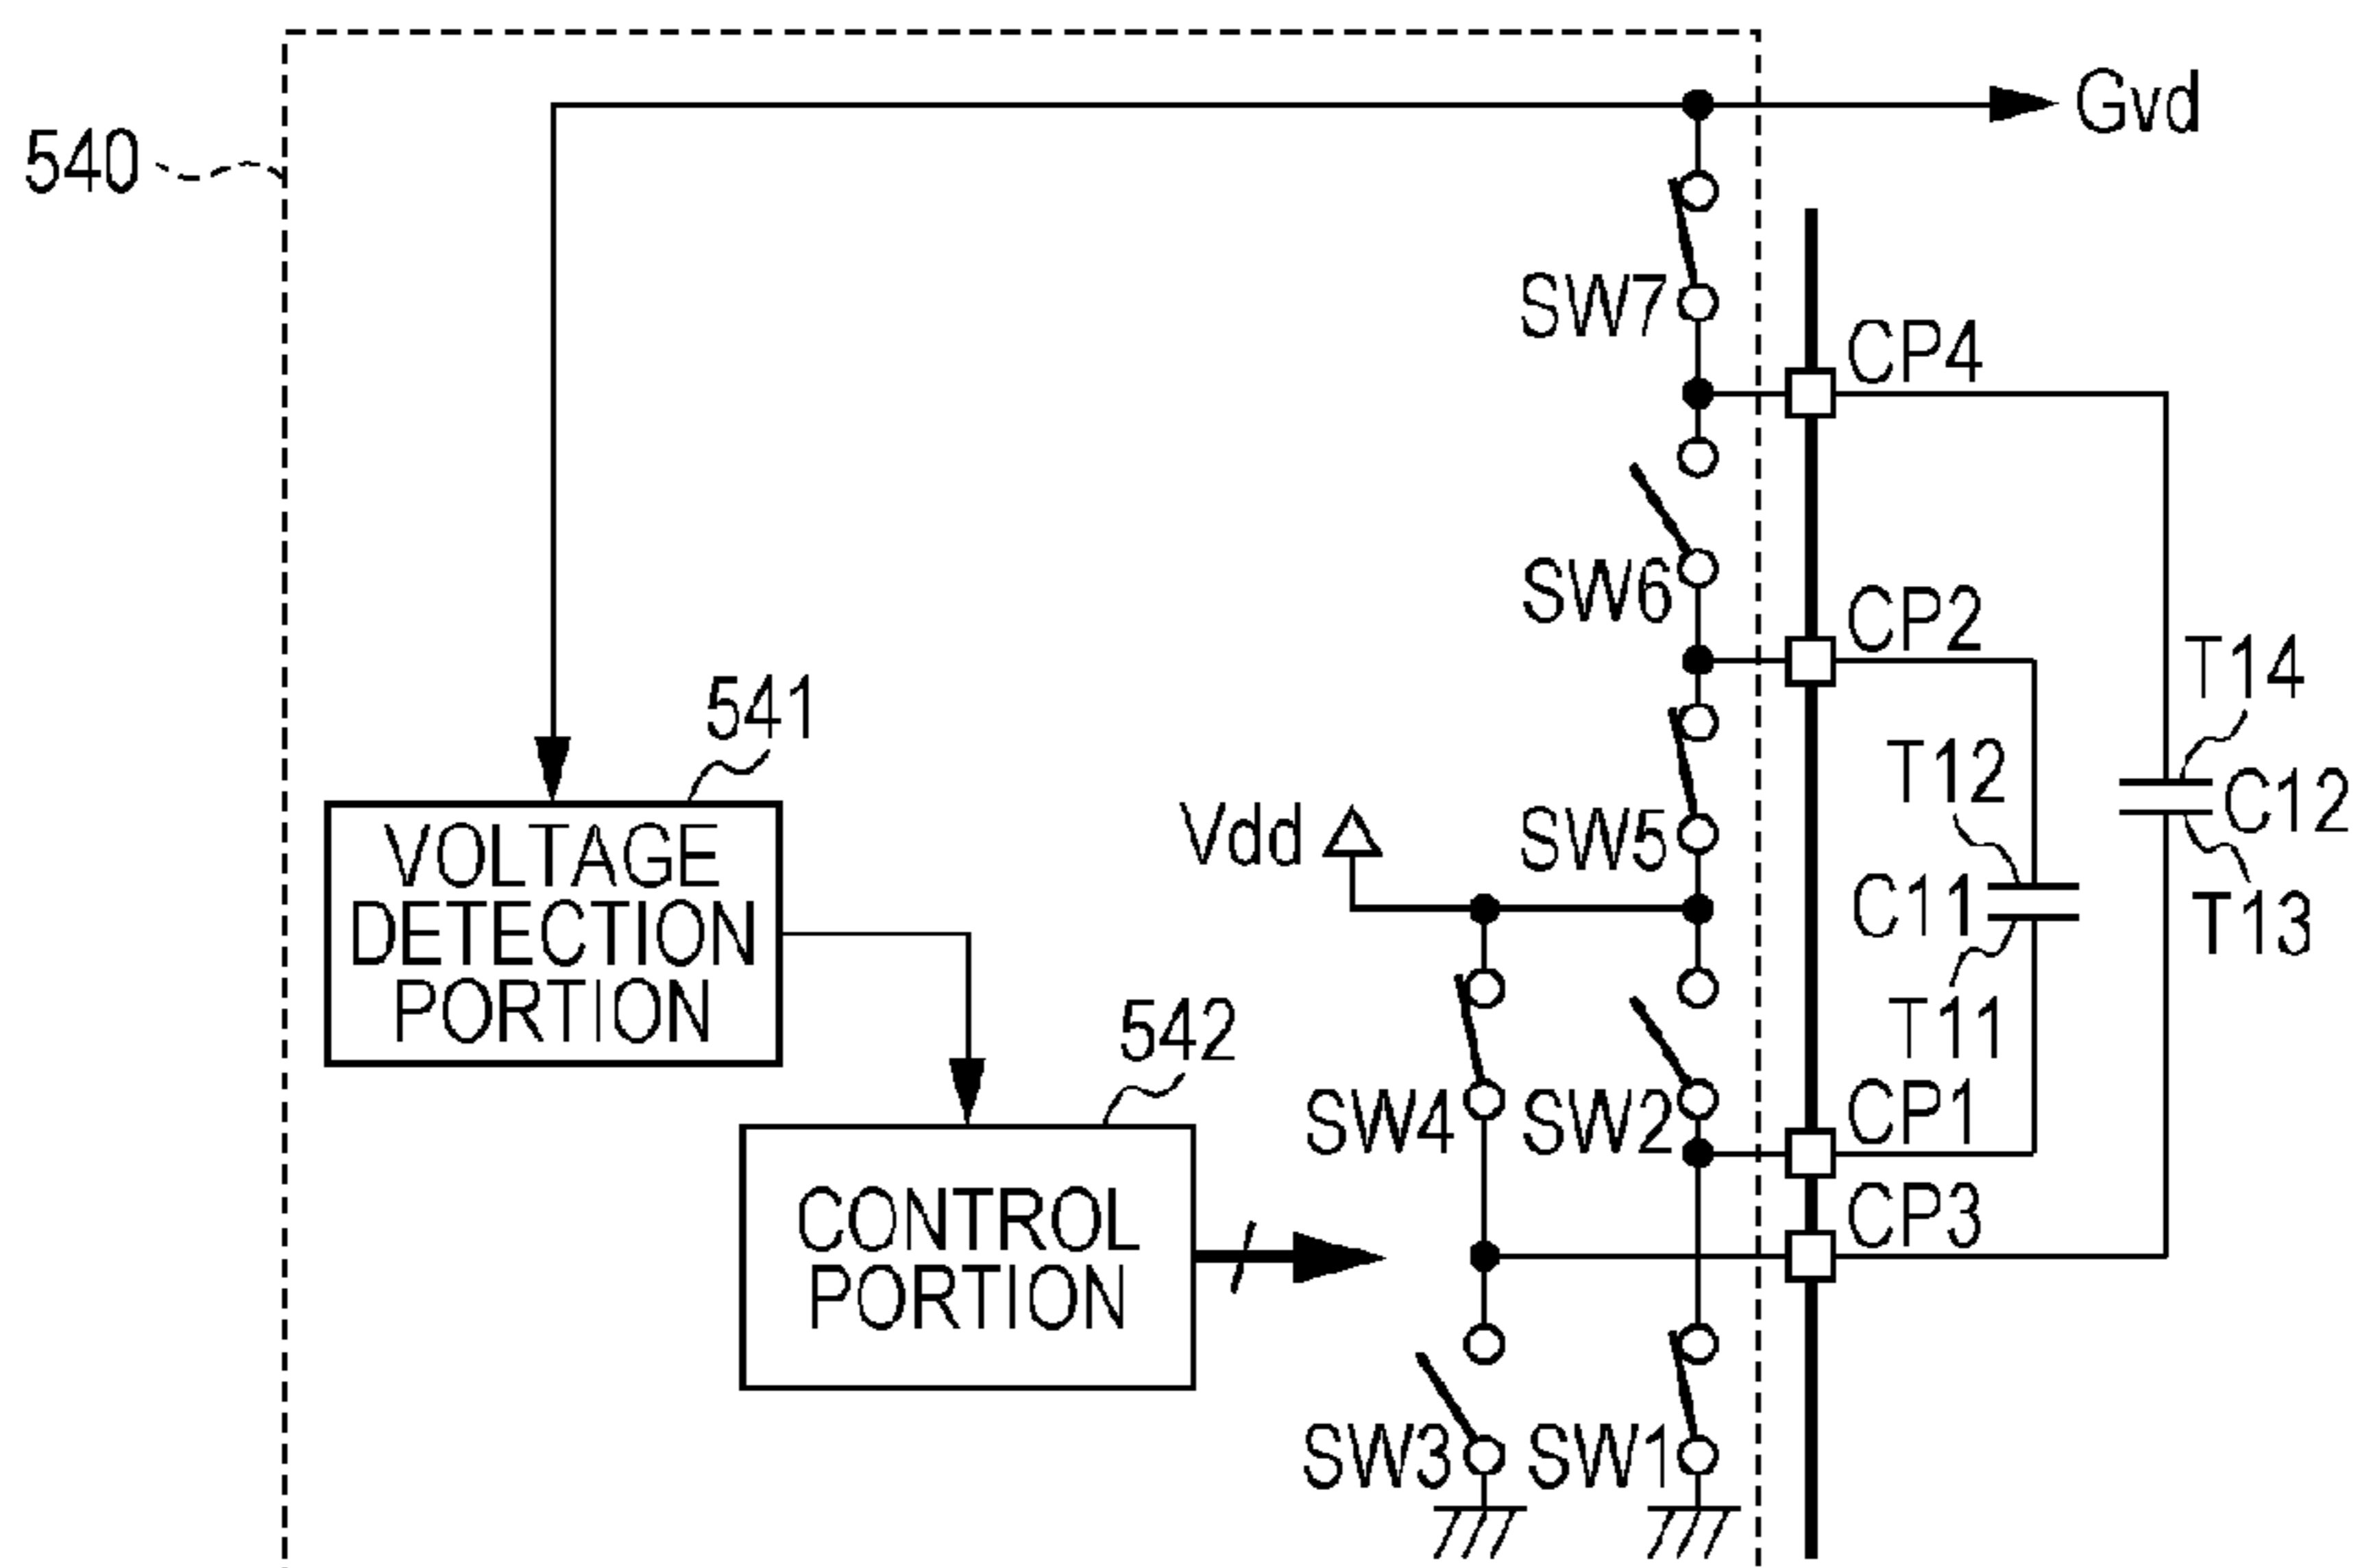 Gvd
540
SW7
CP4
SW6
CP2
T14
541
T12
C12
Vdd
SW5
VOLTAGE
DETECTION
PORTION
C11
T13
542
T11
SW4
SW2
CP1
CP3
CONTROL
PORTION
SW3
SW1